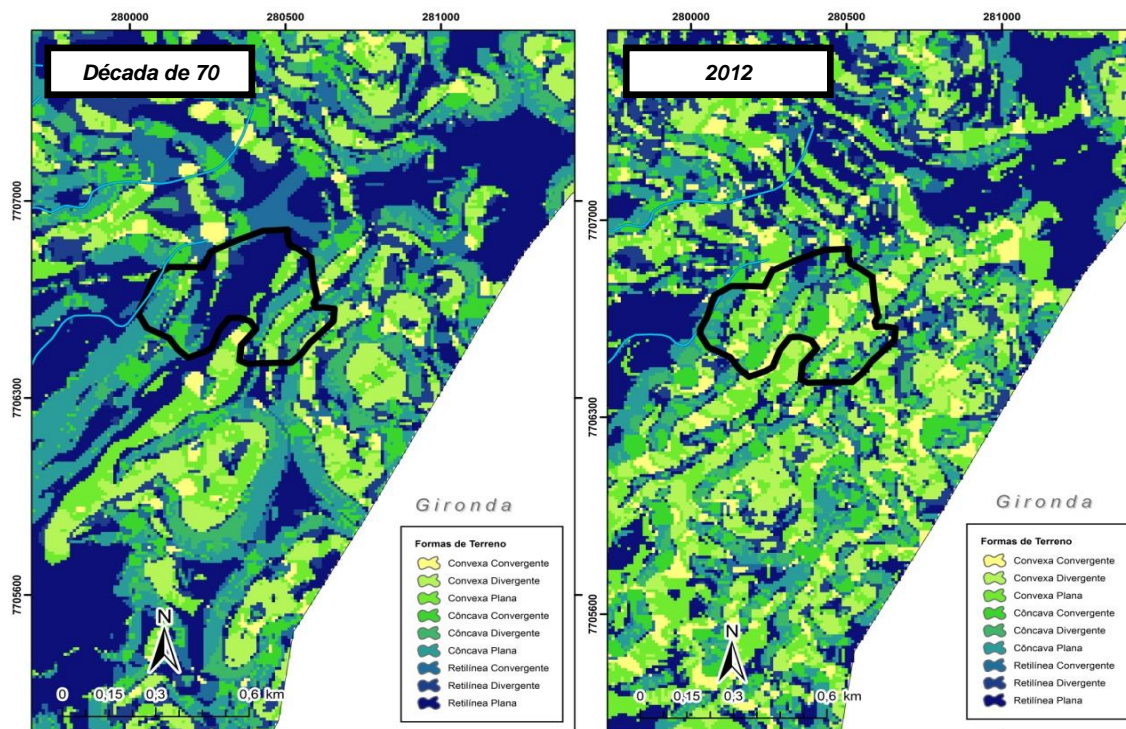 280000 280500 281000
Década de 70
7707000
7706300
7705600
Gironda
Formas de Terreno
Convexa Convergente
Convexa Divergente
Convexa Plana
Côncava Convergente
Côncava Divergente
Côncava Plana
Retilínea Convergente
Retilínea Divergente
Retilínea Plana
N
0 0,15 0,3 0,6 km
280000 280500 281000
2012
7707000
7706300
7705600
Gironda
Formas de Terreno
Convexa Convergente
Convexa Divergente
Convexa Plana
Côncava Convergente
Côncava Divergente
Côncava Plana
Retilínea Convergente
Retilínea Divergente
Retilínea Plana
N
0 0,15 0,3 0,6 km